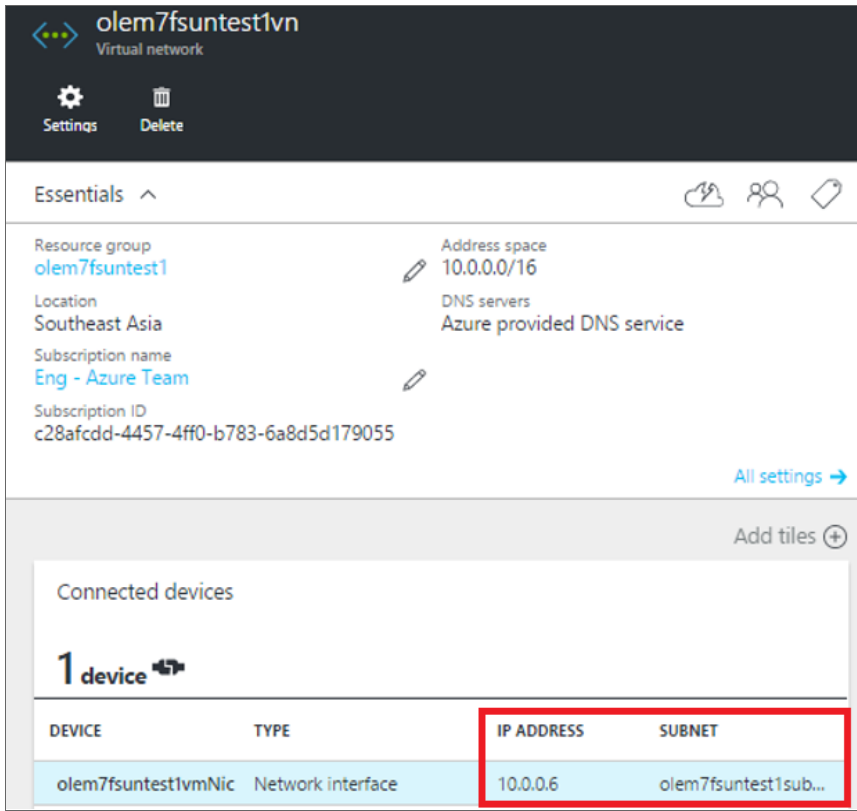 olem7fsuntest1vn
Virtual network
Settings Delete
Essentials
Resource group
olem7fsuntest1
Address space
10.0.0.0/16
Location
Southeast Asia
DNS servers
Azure provided DNS service
Subscription name
Eng - Azure Team
Subscription ID
c28afcdd-4457-4ff0-b783-6a8d5d179055
All settings
Add tiles
Connected devices
1 device
DEVICE TYPE IP ADDRESS SUBNET
olem7fsuntest1vmNic Network interface 10.0.0.6 olem7fsuntest1sub...